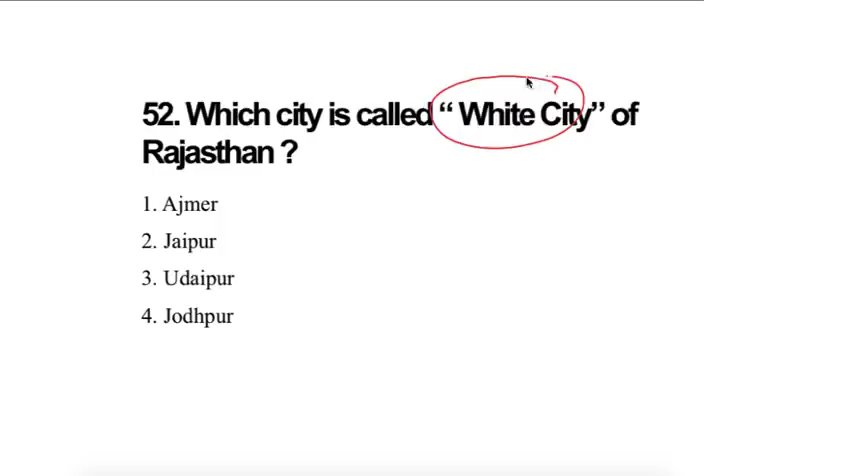 52. Which city is called “ White City” of
Rajasthan ?
1. Ajmer
2. Jaipur
3. Udaipur
4. Jodhpur